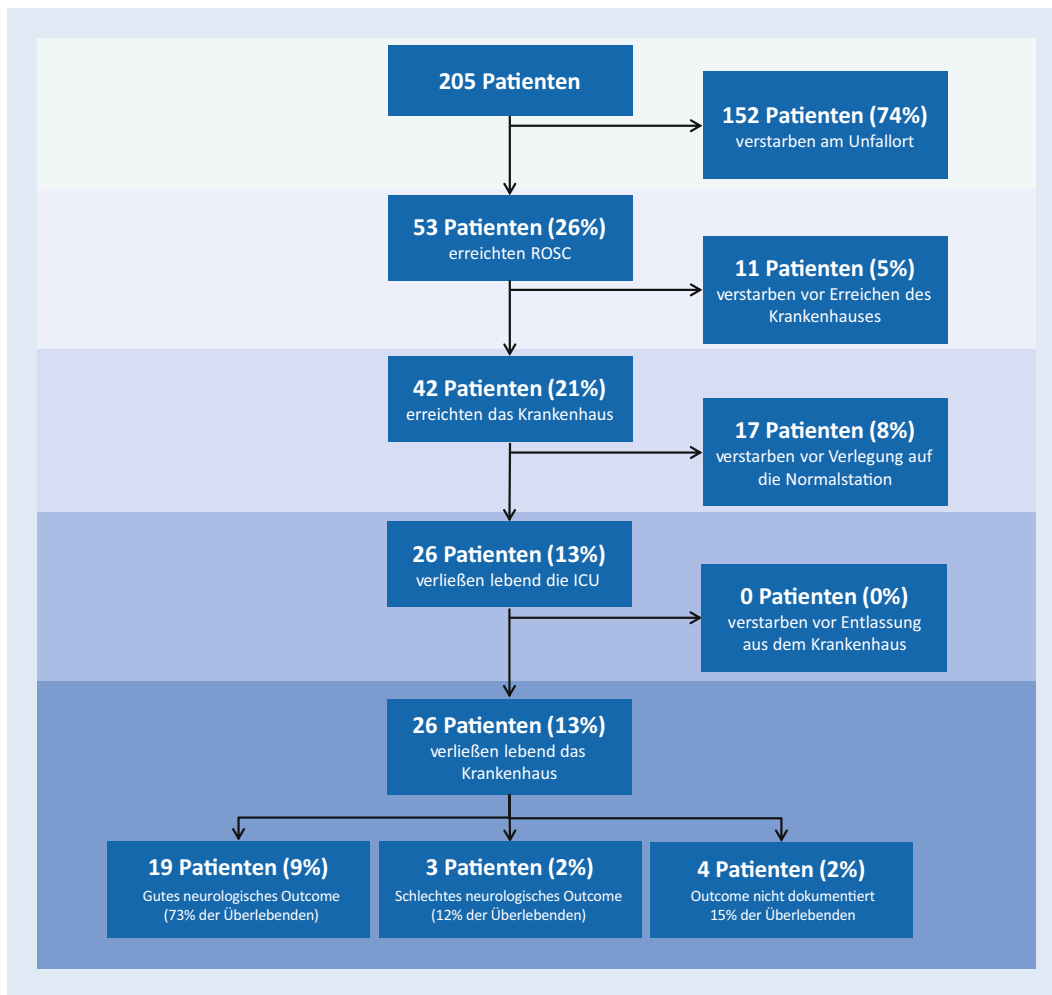 205 Patienten
152 Patienten (74%)
verstarben am Unfallort
53 Patienten (26%)
erreichten ROSC
11 Patienten (5%)
verstarben vor Erreichen des
Krankenhauses
42 Patienten (21%)
erreichten das Krankenhaus
17 Patienten (8%)
verstarben vor Verlegung auf
die Normalstation
26 Patienten (13%)
verließen lebend die ICU
0 Patienten (0%)
verstarben vor Entlassung
aus dem Krankenhaus
26 Patienten (13%)
verließen lebend das
Krankenhaus
19 Patienten (9%)
Gutes neurologisches Outcome
(73% der Überlebenden)
3 Patienten (2%)
Schlechtes neurologisches Outcome
(12% der Überlebenden)
4 Patienten (2%)
Outcome nicht dokumentiert
15% der Überlebenden